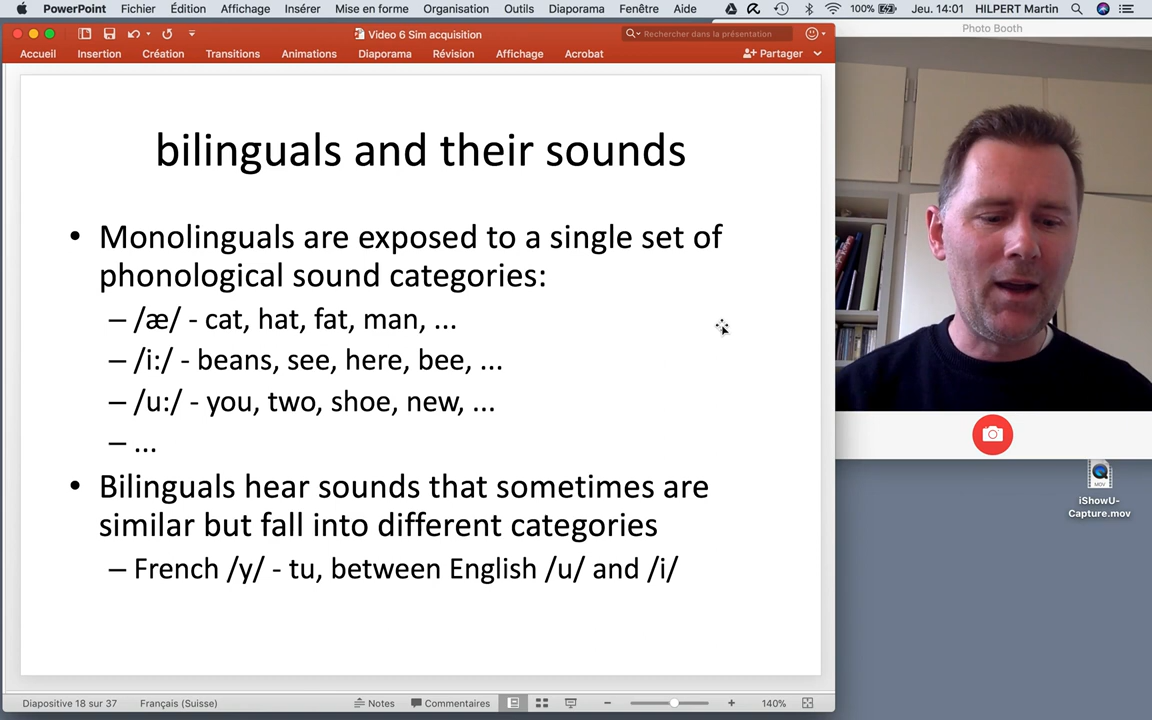 PowerPoint Fichier Édition Affichage Insérer Mise en forme Organisation Outils Diaporama Fenêtre Aide 100% Jeu. 14:01 HILPERT Martin
Photo Booth
Video 6 Sim acquisition
Rechercher dans la présentation
Accueil Insertion Création Transitions Animations Diaporama Révision Affichage Acrobat Partager
bilinguals and their sounds
• Monolinguals are exposed to a single set of
phonological sound categories:
– /æ/ - cat, hat, fat, man, ...
– /i:/ - beans, see, here, bee, ...
– /u:/ - you, two, shoe, new, ...
– ...
• Bilinguals hear sounds that sometimes are
similar but fall into different categories
– French /y/ - tu, between English /u/ and /i/
MOV
iShowU-
Capture.mov
Diapositive 18 sur 37 Français (Suisse) Notes Commentaires 140%